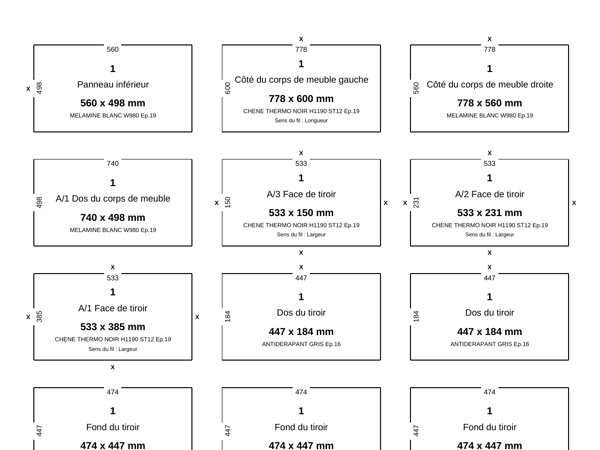 560
x
498
1
Panneau inférieur
560 x 498 mm
MELAMINE BLANC W980 Ep.19
x
778
600
1
Côté du corps de meuble gauche
778 x 600 mm
CHENE THERMO NOIR H1190 ST12 Ep.19
Sens du fil : Longueur
x
778
560
1
Côté du corps de meuble droite
778 x 560 mm
MELAMINE BLANC W980 Ep.19
740
498
1
A/1 Dos du corps de meuble
740 x 498 mm
MELAMINE BLANC W980 Ep.19
x
533
x
150
1
A/3 Face de tiroir
533 x 150 mm
CHENE THERMO NOIR H1190 ST12 Ep.19
Sens du fil : Largeur
x
x
x
533
x
231
1
A/2 Face de tiroir
533 x 231 mm
CHENE THERMO NOIR H1190 ST12 Ep.19
Sens du fil : Largeur
x
x
x
533
385
1
A/1 Face de tiroir
533 x 385 mm
CHENE THERMO NOIR H1190 ST12 Ep.19
Sens du fil : Largeur
x
x
x
447
184
1
Dos du tiroir
447 x 184 mm
ANTIDERAPANT GRIS Ep.16
x
447
184
1
Dos du tiroir
447 x 184 mm
ANTIDERAPANT GRIS Ep.16
474
447
1
Fond du tiroir
474 x 447 mm
474
447
1
Fond du tiroir
474 x 447 mm
474
447
1
Fond du tiroir
474 x 447 mm